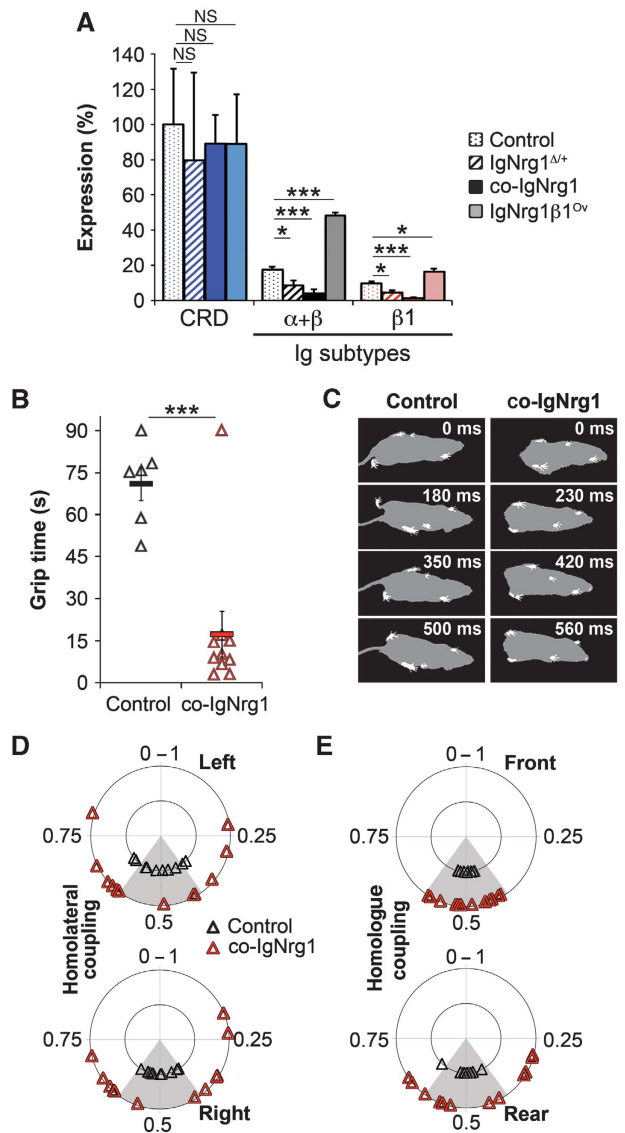 A
NS
NS
NS
Expression (%)
140
120
100
80
60
40
20
0
***
***
*
*
***
*
Control
IgNrg1Δ/+
co-IgNrg1
IgNrg1β1Ov
CRD
α+β
β1
Ig subtypes
B
***
Grip time (s)
90
75
60
45
30
15
0
Control
co-IgNrg1
C
Control
co-IgNrg1
0 ms
0 ms
180 ms
230 ms
350 ms
420 ms
500 ms
560 ms
D
0 – 1
Left
0.75
0.25
0.5
Homolateral
coupling
Control
co-IgNrg1
0 – 1
0.75
0.25
0.5
Right
E
0 – 1
Front
0.75
0.25
0.5
Homologue
coupling
0 – 1
0.75
0.25
0.5
Rear